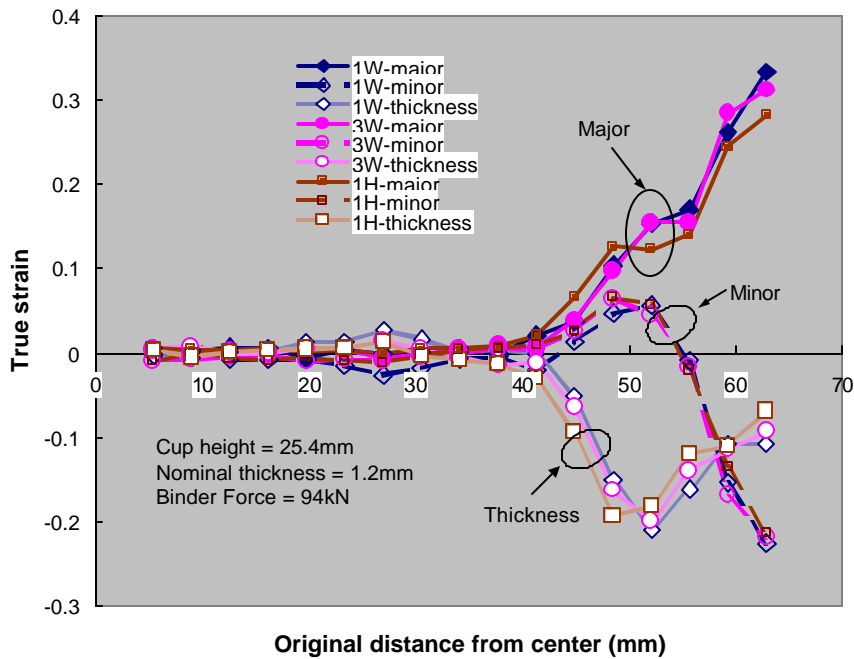 0.4
0.3
0.2
0.1
0
-0.1
-0.2
-0.3
True strain
1W-major
1W-minor
1W-thickness
3W-major
3W-minor
3W-thickness
1H-major
1H-minor
1H-thickness
Major
Minor
Thickness
0 10 20 30 40 50 60 70
Cup height = 25.4mm
Nominal thickness = 1.2mm
Binder Force = 94kN
Original distance from center (mm)